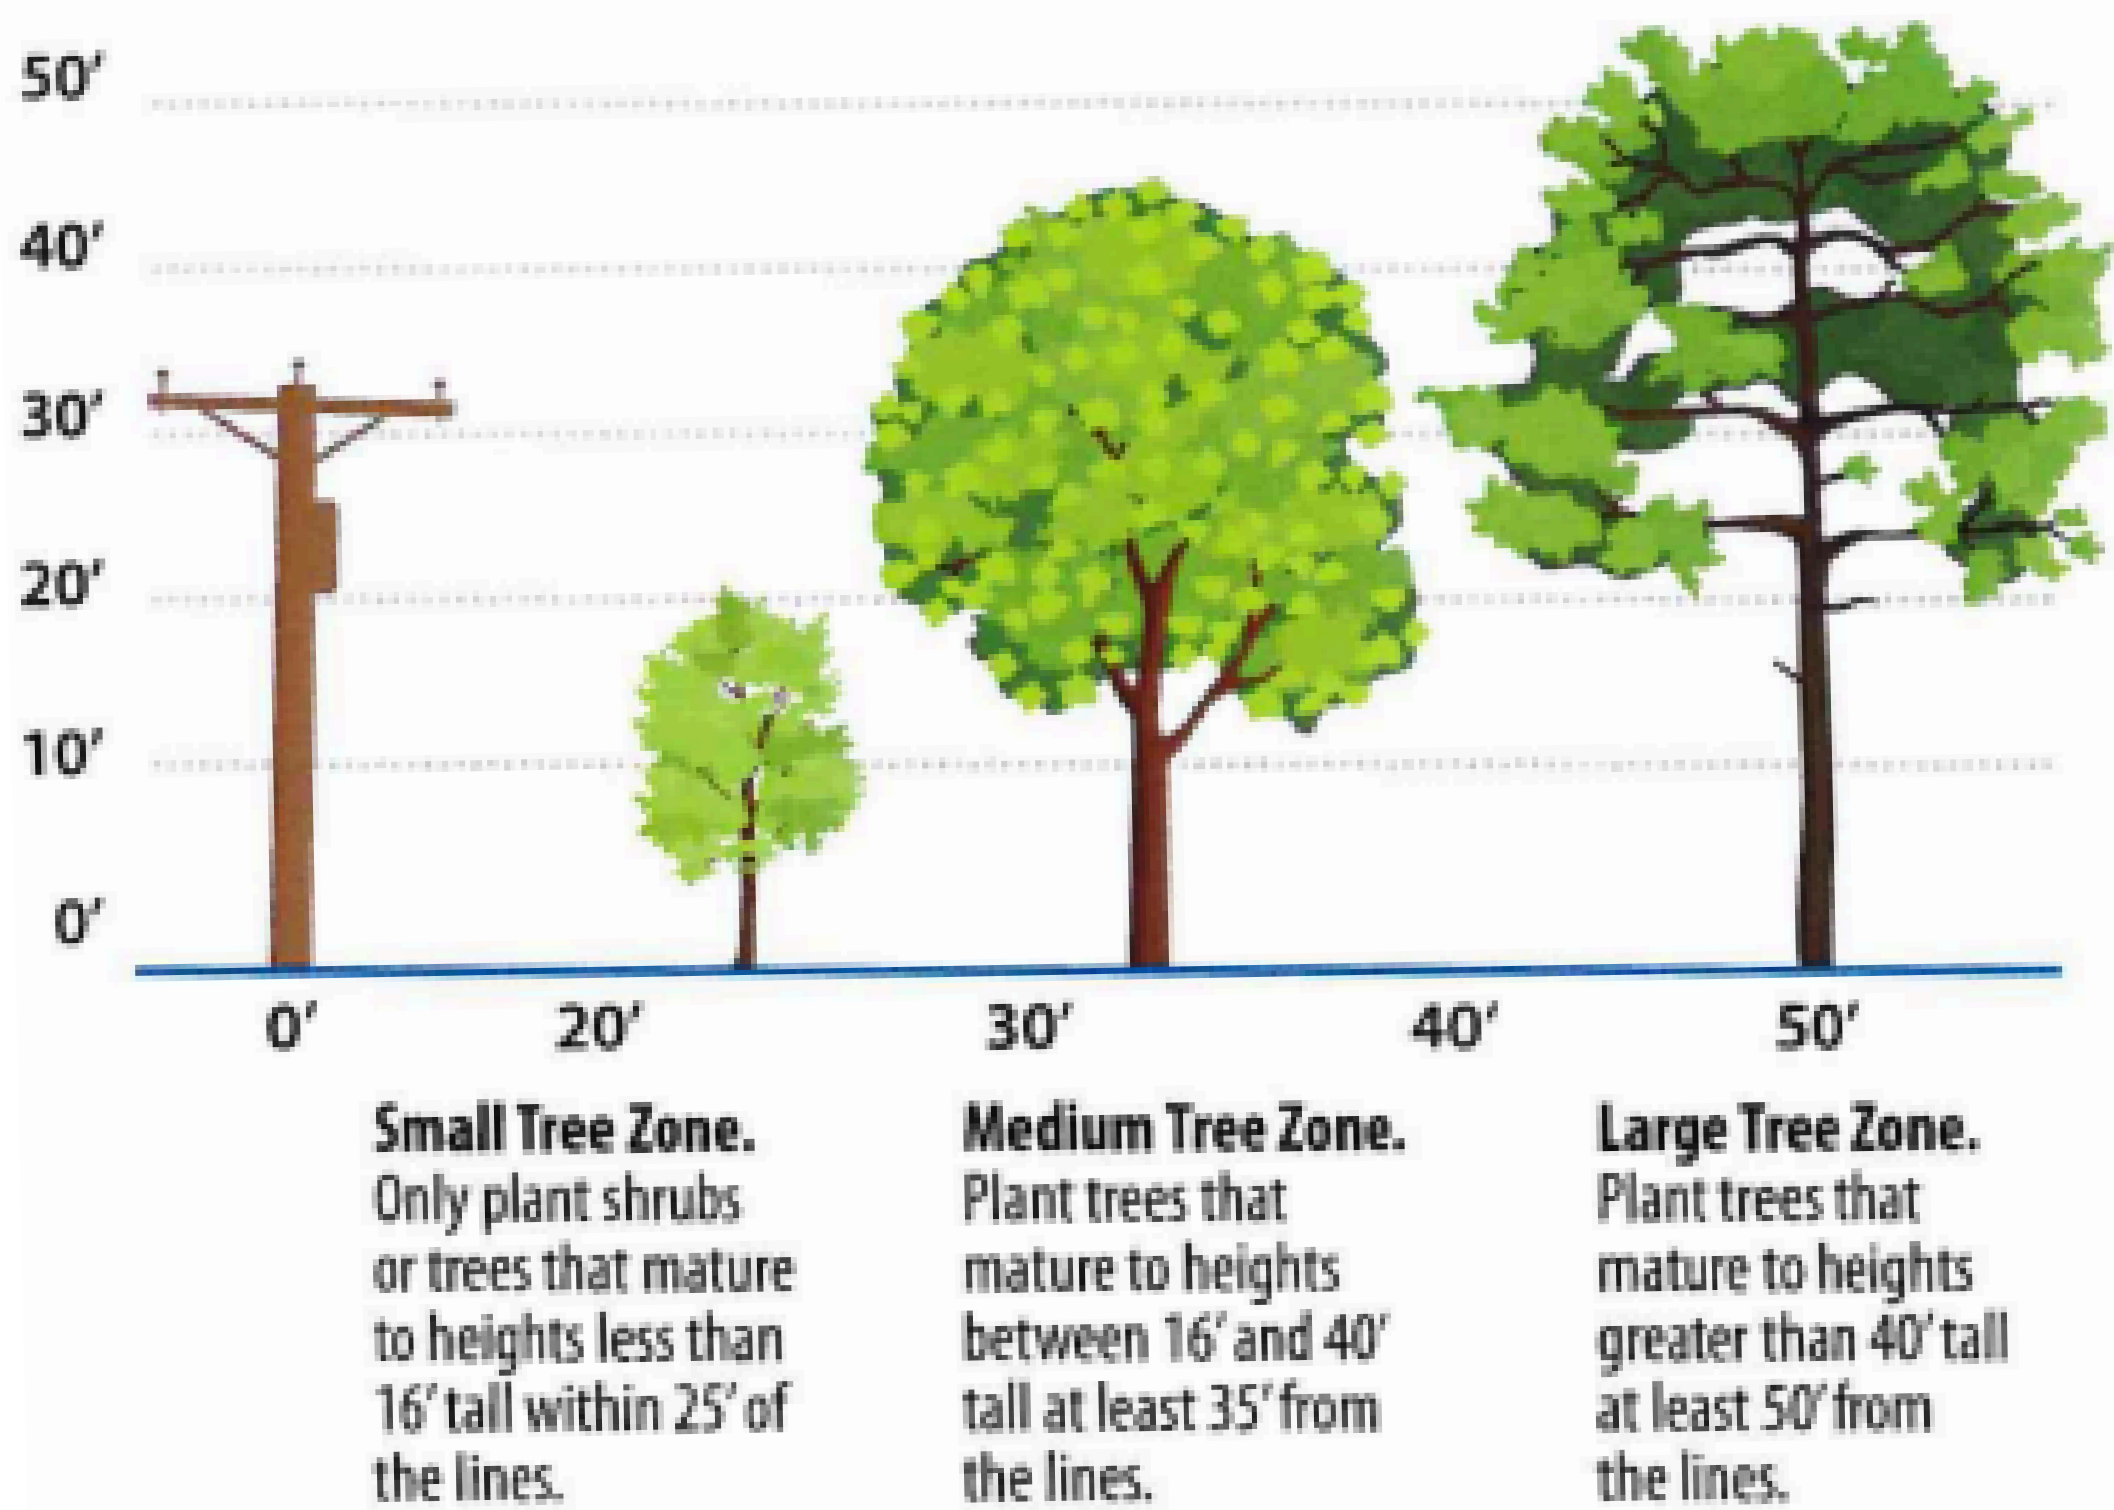 50'
40'
30'
20'
10'
0'
0' 20' 30' 40' 50'
Small Tree Zone.
Only plant shrubs
or trees that mature
to heights less than
16' tall within 25' of
the lines.
Medium Tree Zone.
Plant trees that
mature to heights
between 16' and 40'
tall at least 35' from
the lines.
Large Tree Zone.
Plant trees that
mature to heights
greater than 40' tall
at least 50' from
the lines.